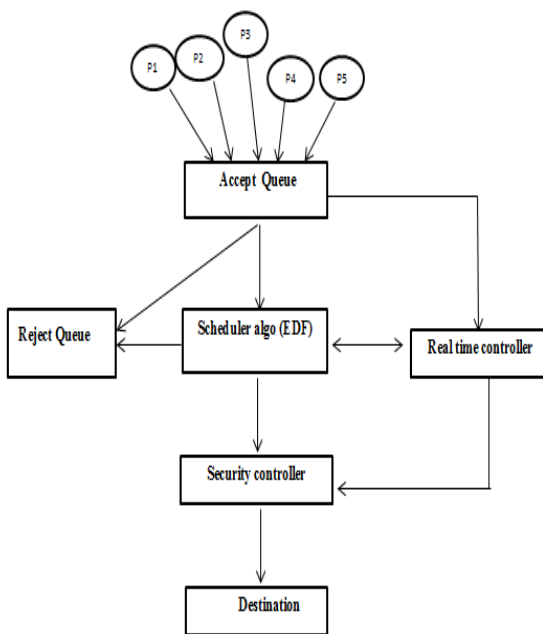 P1
P2
P3
P4
P5
Accept Queue
Reject Queue
Scheduler algo (EDF)
Real time controller
Security controller
Destination